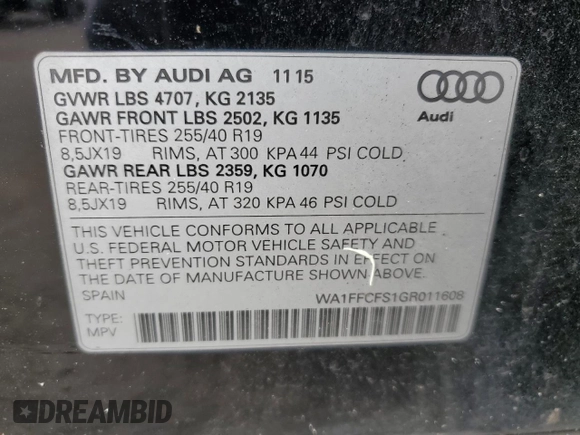 MFD. BY AUDI AG 11 15
GVWR LBS 4707, KG 2135
GAWR FRONT LBS 2502, KG 1135
Audi
FRONT-TIRES 255/40 R19
8,5JX19 RIMS, AT 300 KPA 44 PSI COLD
GAWR REAR LBS 2359, KG 1070
REAR-TIRES 255/40 R19
8,5JX19 RIMS, AT 320 KPA 46 PSI COLD
THIS VEHICLE CONFORMS TO ALL APPLICABLE
U.S. FEDERAL MOTOR VEHICLE SAFETY AND
THEFT PREVENTION STANDARDS IN EFFECT ON
THE DATE OF MANUFACTURE SHOWN ABOVE.
SPAIN WA1FFCFS1GR011608
TYPE:
MPV
DREAMBID